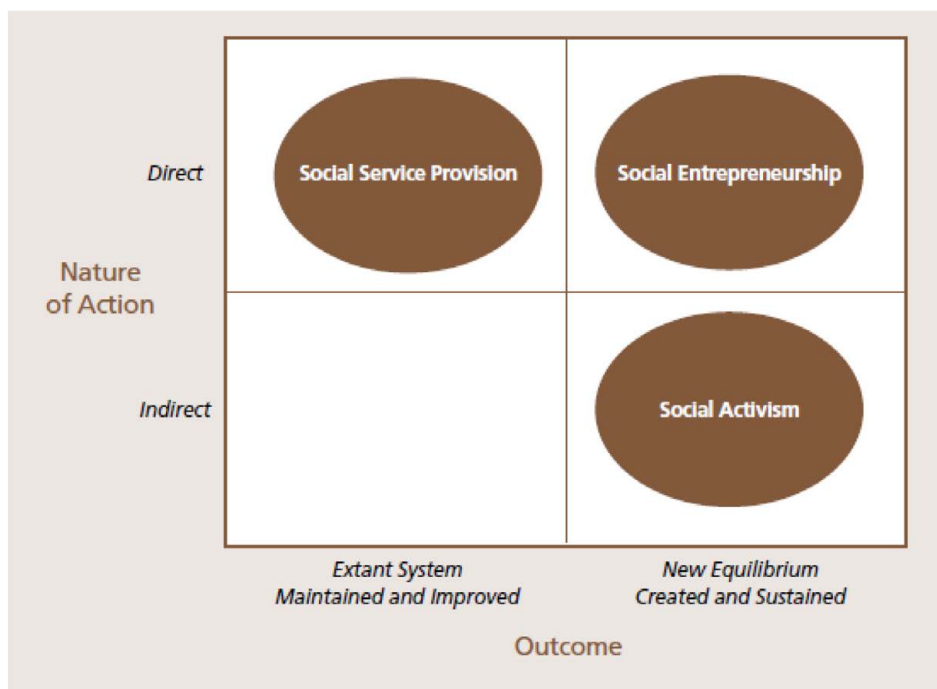 Direct
Social Service Provision
Social Entrepreneurship
Nature
of Action
Indirect
Social Activism
Extant System
Maintained and Improved
New Equilibrium
Created and Sustained
Outcome